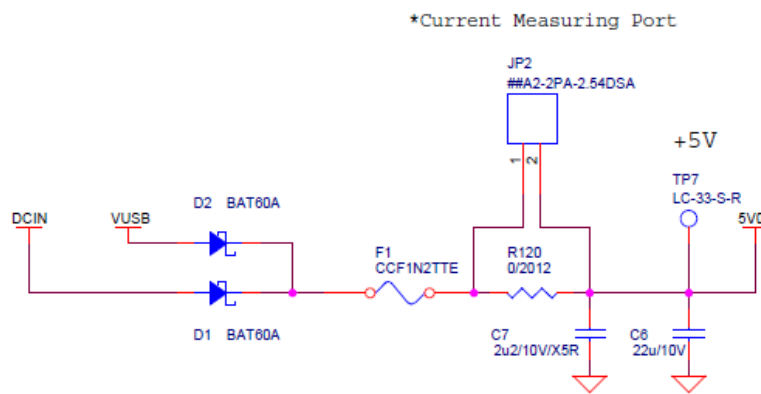 *Current Measuring Port
JP2
##A2-2PA-2.54DSA
1
2
+5V
TP7
LC-33-S-R
D2 BAT60A
DCIN
VUSB
5V0
F1
CCF1N2TTE
R120
0/2012
D1 BAT60A
C7
2u2/10V/X5R
C6
22u/10V